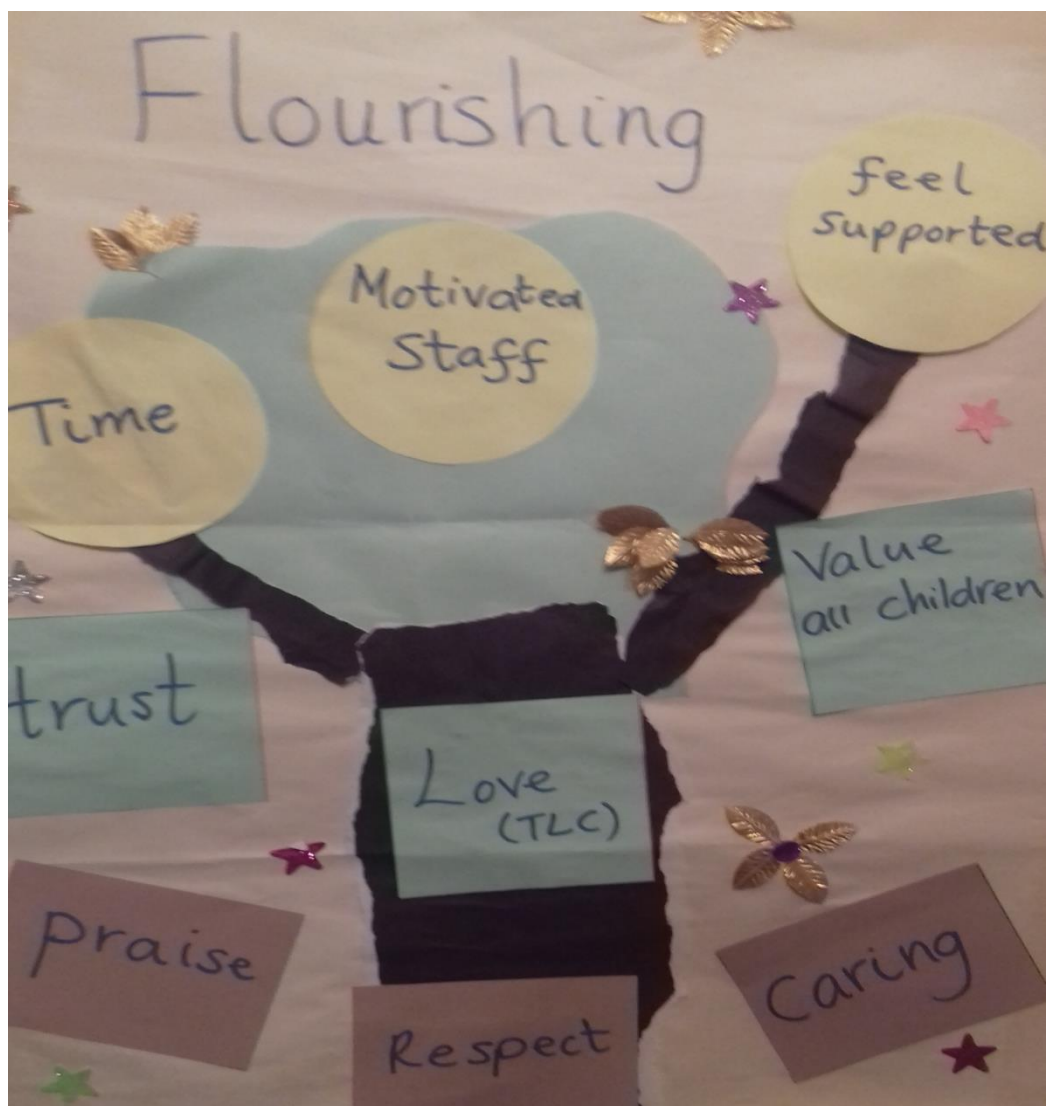 Flourishing
feel
supported
Motivated
Staff
Time
Value
all children
trust
Love
(TLC)
praise
Caring
Respect